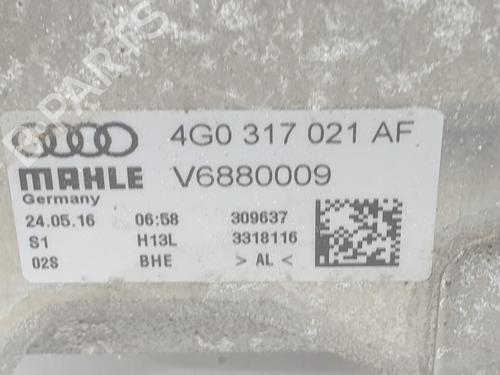 B-PARTS
4G0 317 021 AF
MAHLE V6880009
Germany
24.05.16 06:58 309637
S1 H13L 3318116
02S BHE > AL <